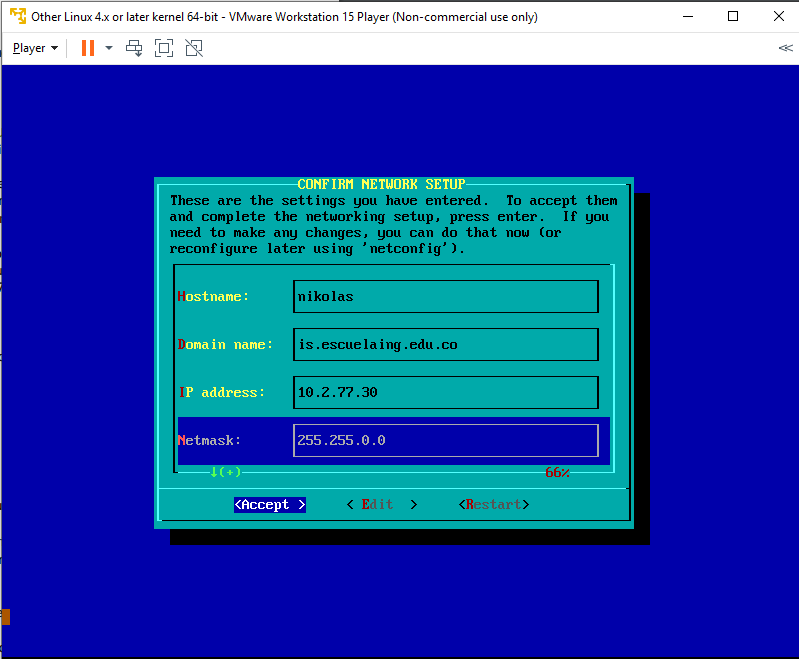 Other Linux 4.x or later kernel 64-bit - VMware Workstation 15 Player (Non-commercial use only)
Player
CONFIRM NETWORK SETUP
These are the settings you have entered.  To accept them
and complete the networking setup, press enter.  If you
need to make any changes, you can do that now (or
reconfigure later using 'netconfig').
Hostname: nikolas
Domain name: is.escuelaing.edu.co
IP address: 10.2.77.30
Netmask: 255.255.0.0
↓(+) 66%
<Accept > < Edit > <Restart>